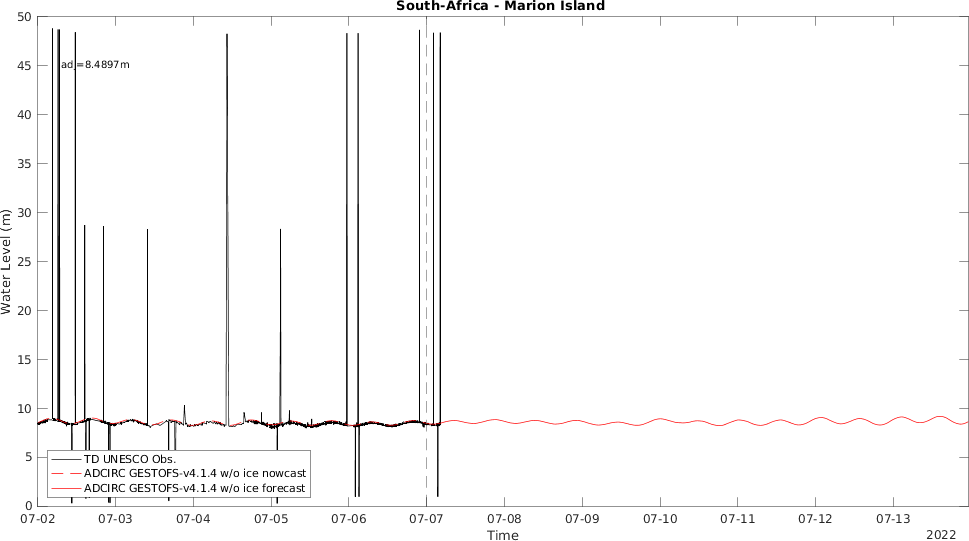 South-Africa - Marion Island
50
45
40
35
30
25
20
15
10
5
0
Water Level (m)
adj=8.4897m
TD UNESCO Obs.
ADCIRC GESTOFS-v4.1.4 w/o ice nowcast
ADCIRC GESTOFS-v4.1.4 w/o ice forecast
07-02 07-03 07-04 07-05 07-06 07-07 07-08 07-09 07-10 07-11 07-12 07-13
Time
2022